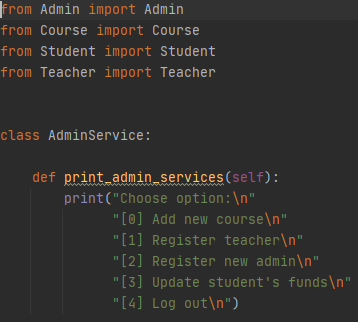 from Admin import Admin
from Course import Course
from Student import Student
from Teacher import Teacher
class AdminService:
def print_admin_services(self):
print("Choose option:\n"
"[0] Add new course\n"
"[1] Register teacher\n"
"[2] Register new admin\n"
"[3] Update student's funds\n"
"[4] Log out\n")